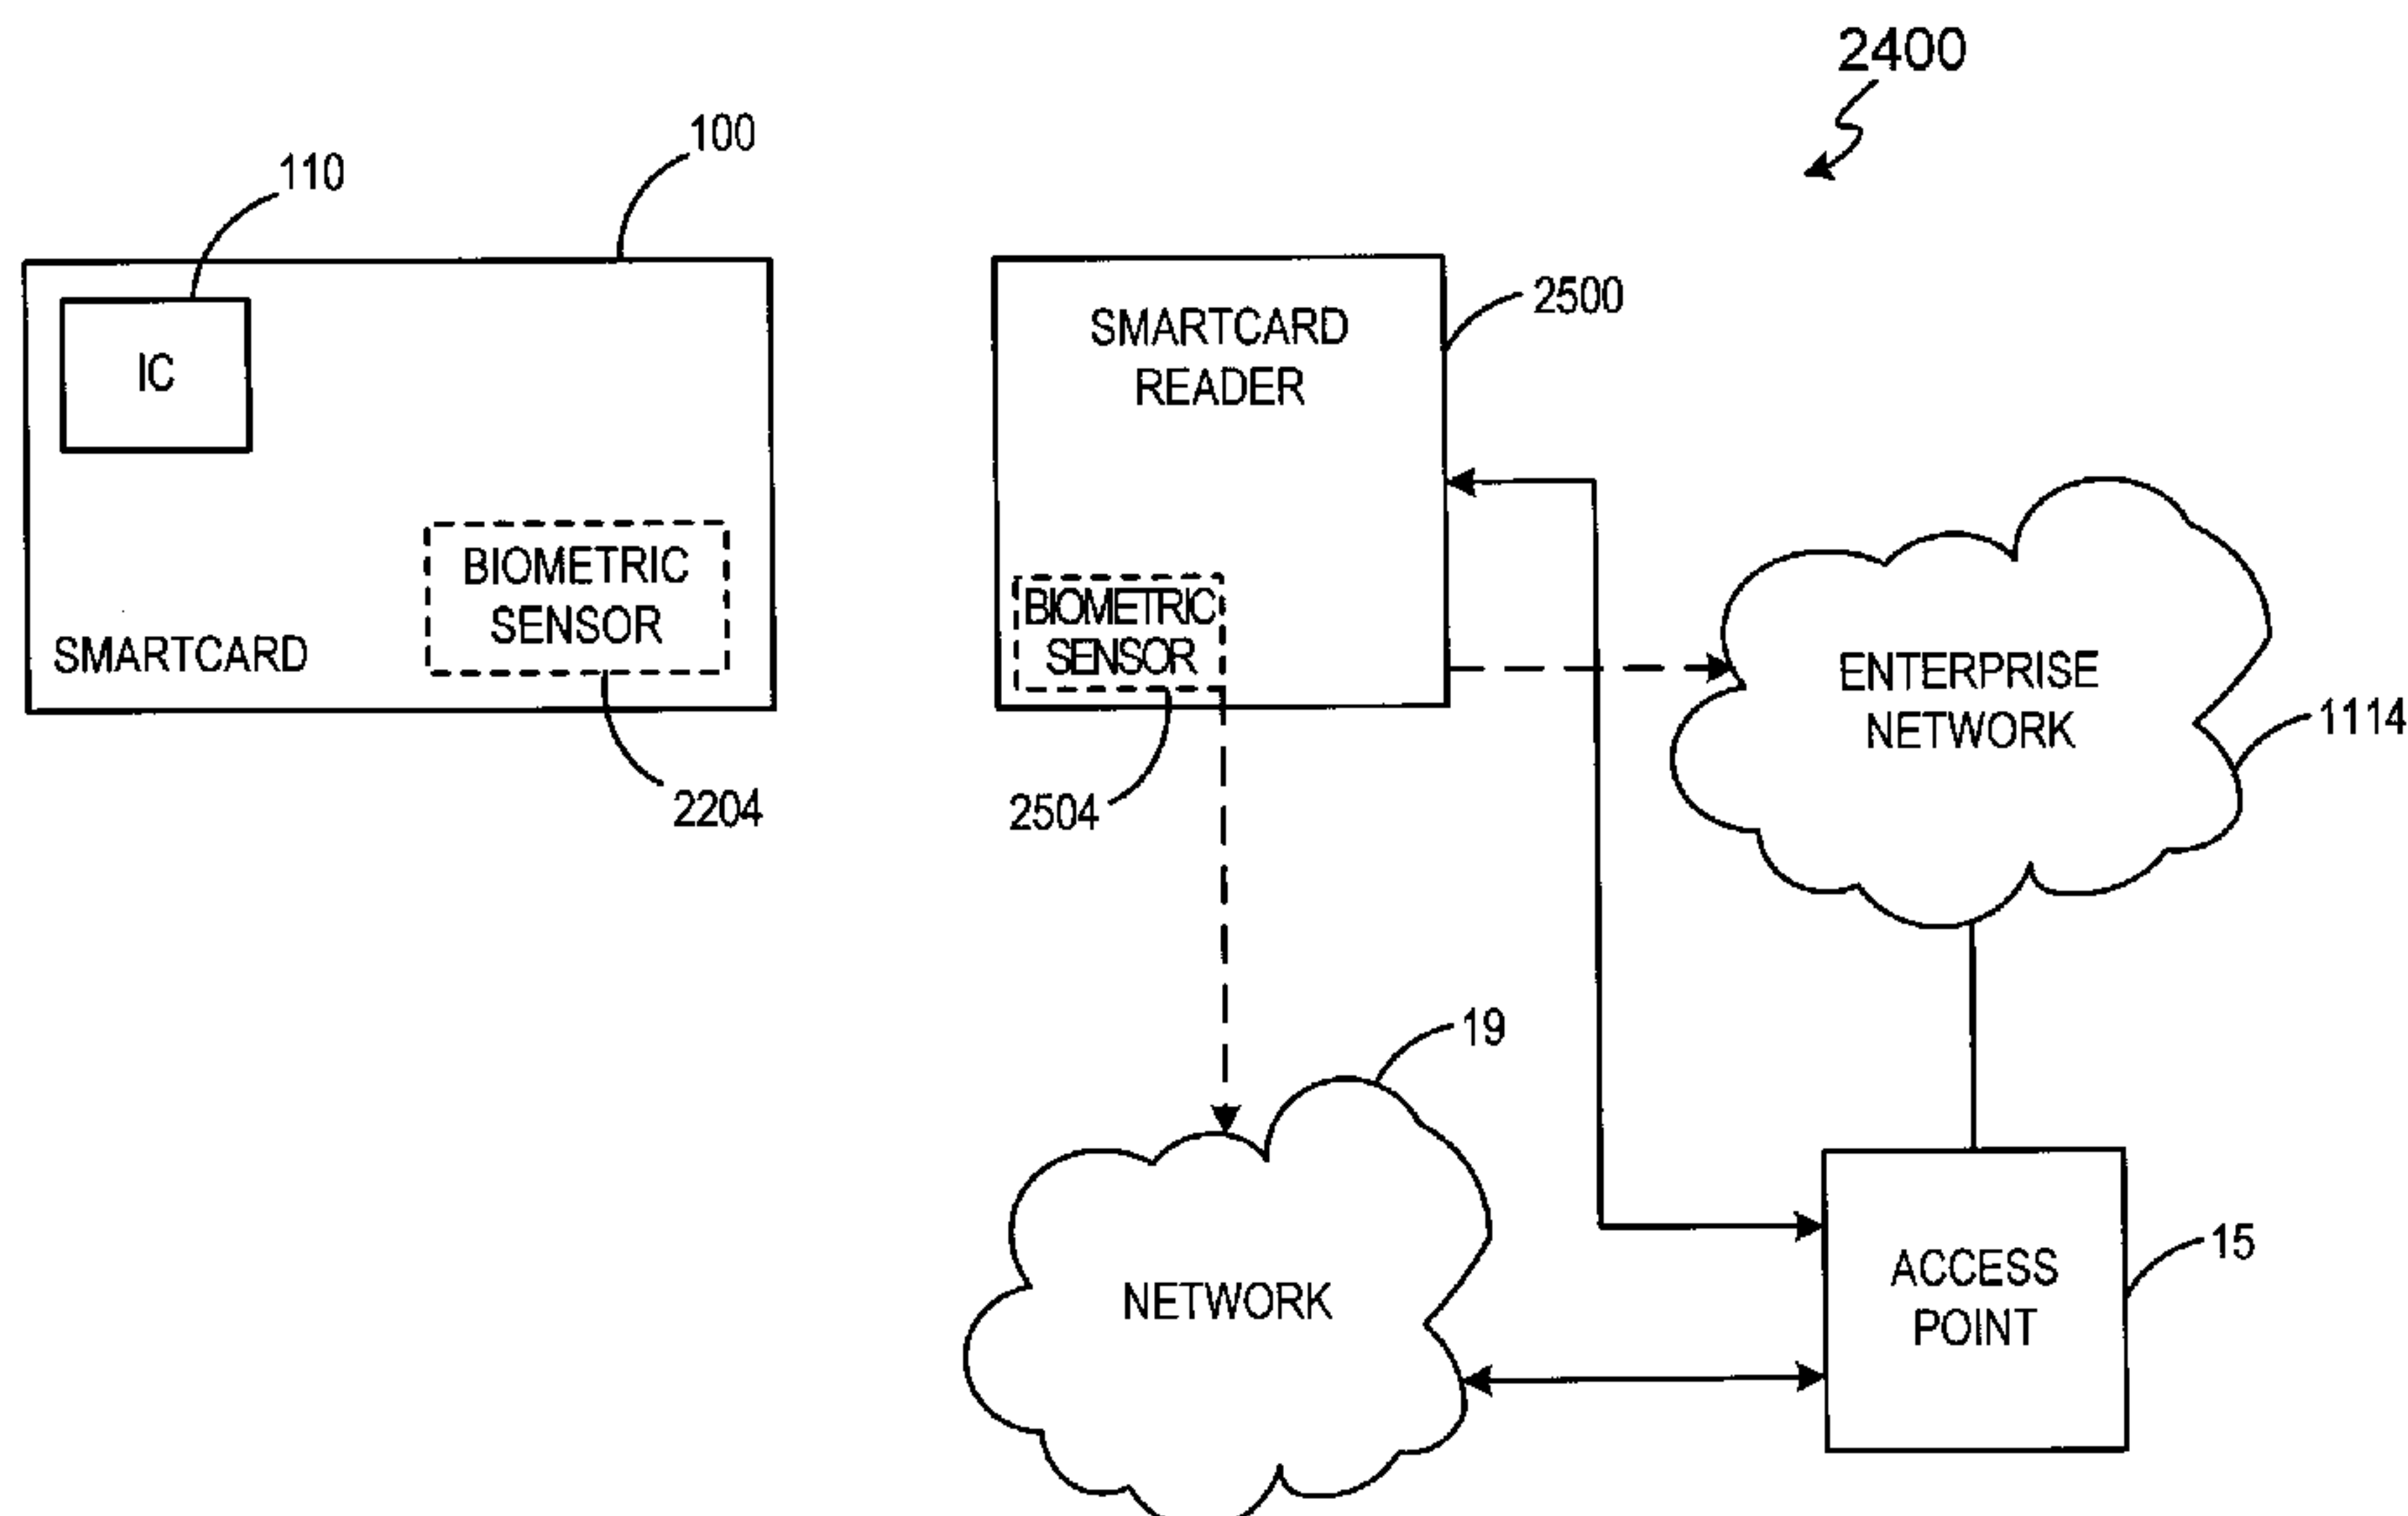 2400
100
110
2500
SMARTCARD
READER
IC
BIOMETRIC
SENSOR
SMARTCARD
2204
BIOMETRIC
SENSOR
2504
ENTERPRISE
NETWORK
1114
19
NETWORK
ACCESS
POINT
15